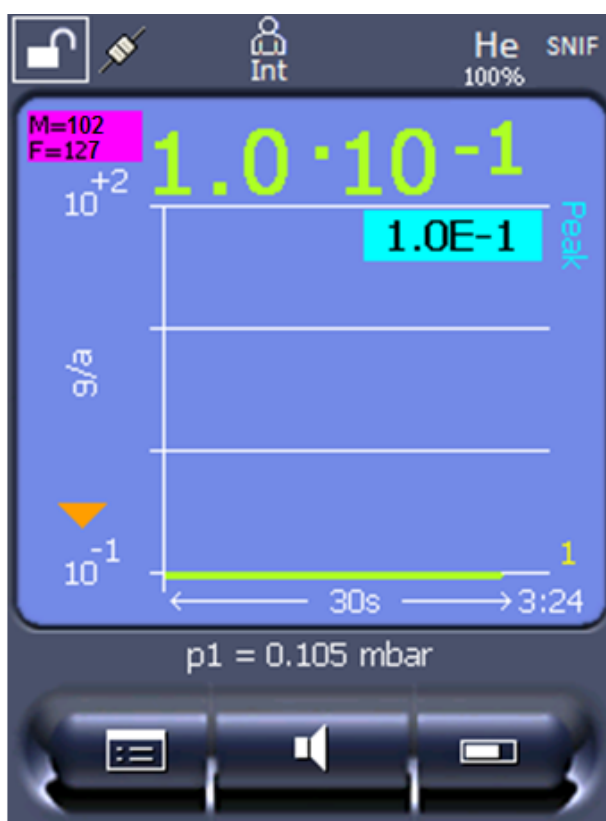 He SNIF
Int
100%
M=102
F=127
1.0·10⁻¹
10⁺²
1.0E-1
Peak
g/a
10⁻¹
1
30s
3:24
p1 = 0.105 mbar